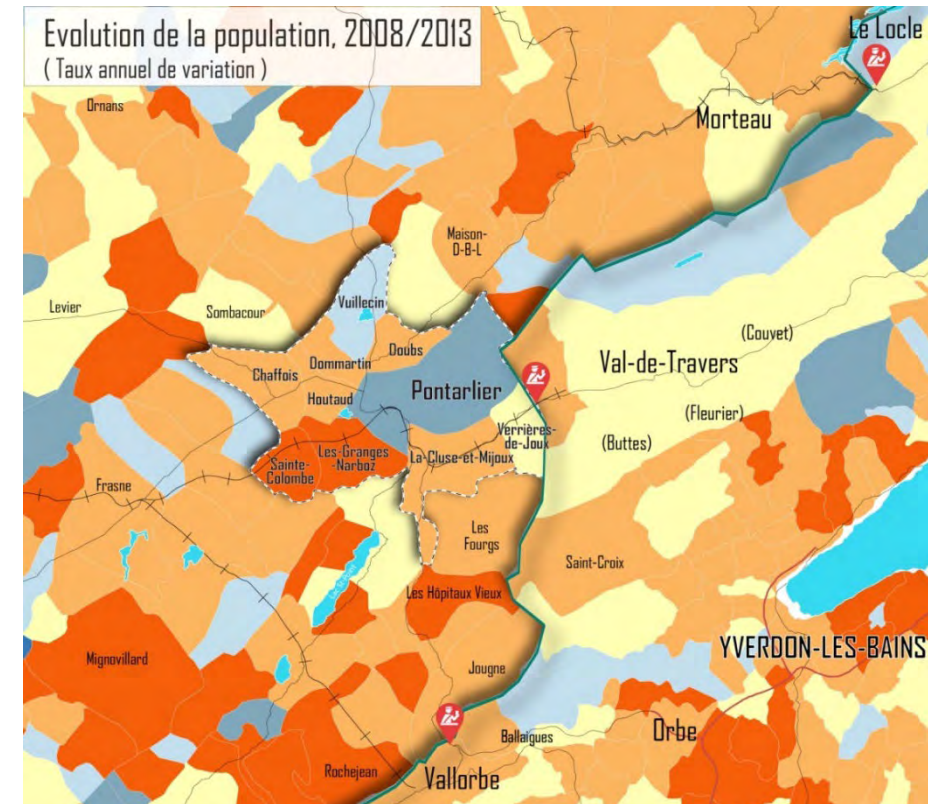 Evolution de la population, 2008/2013
( Taux annuel de variation )
Le Locle
Ornans
Morteau
Maison-
D-B-L
Levier
Sombacour
Vuillecin
Doubs
Dommartin
Chaffois
(Couvet)
Val-de-Travers
Pontarlier
Houtaud
(Fleurier)
Verrières-
de-Joux
(Buttes)
Les-Granges
-Narboz
La-Cluse-et-Mijoux
Sainte-
Colombe
Frasne
Les
Fourgs
Saint-Croix
Les Hôpitaux Vieux
YVERDON-LES-BAINS
Mignovillard
Jougne
Orbe
Ballaigues
Rochejean
Vallorbe